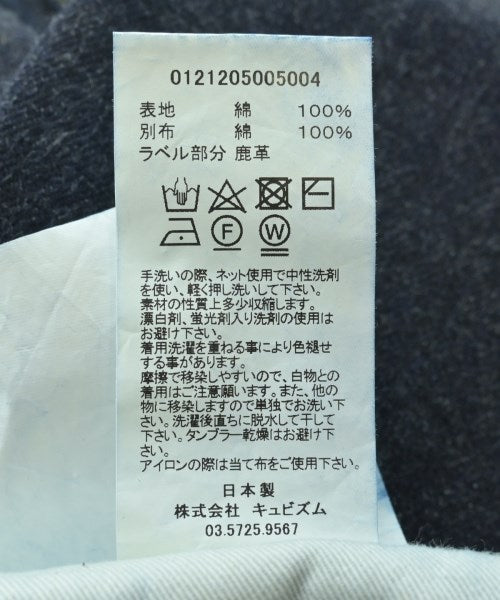 0121205005004
表地 綿 100%
別布 綿 100%
ラベル部分 鹿革
F W
手洗いの際、ネット使用で中性洗剤
を使い、軽く押し洗いして下さい。
素材の性質上多少収縮します。
漂白剤、蛍光剤入り洗剤の使用は
お避け下さい。
着用洗濯を重ねる事により色褪せ
する事があります。
摩擦で移染しやすいので、白物との
着用はご注意願います。また、他の
物に移染しますので単独でお洗い下
さい。洗濯後直ちに脱水して干して
下さい。タンブラー乾燥はお避け下
さい。
アイロンの際は当て布をご使用下さい。
日本製
株式会社 キュビズム
03.5725.9567